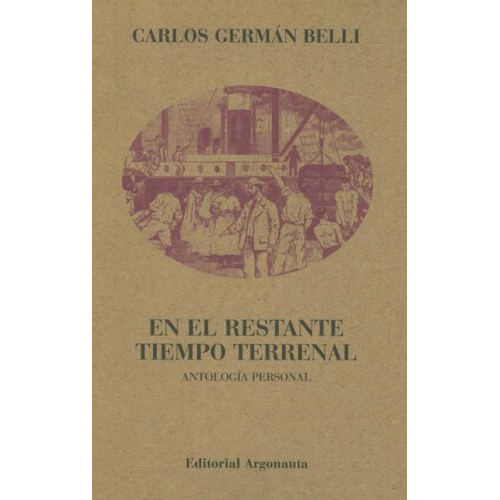 CARLOS GERMÁN BELLI
EN EL RESTANTE
TIEMPO TERRENAL
ANTOLOGÍA PERSONAL
Editorial Argonauta